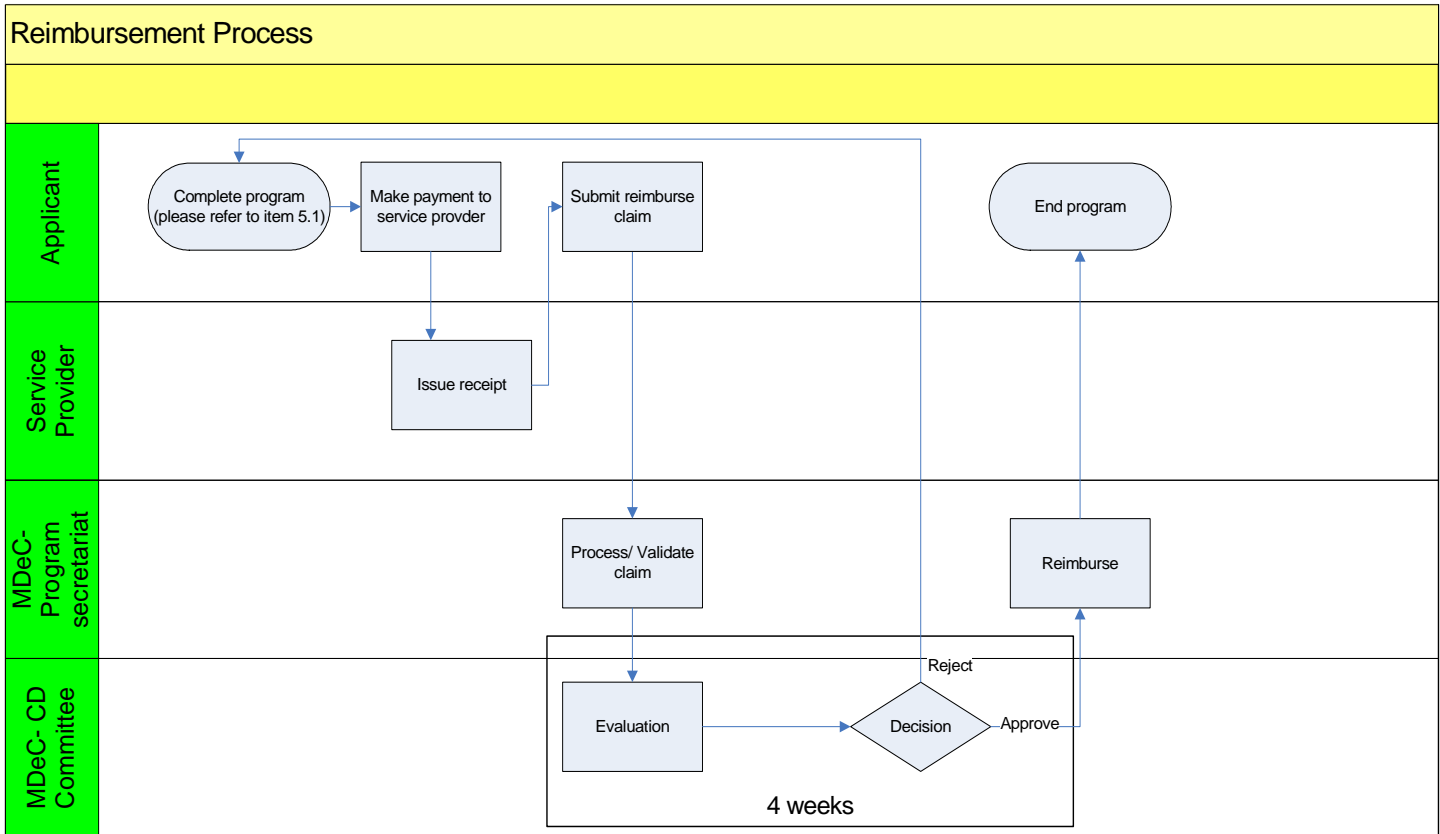 Reimbursement Process
Applicant
Complete program
(please refer to item 5.1)
Make payment to
service provder
Submit reimburse
claim
End program
Service
Provider
Issue receipt
MDeC-
Program
secretariat
Process/ Validate
claim
Reimburse
MDeC- CD
Committee
Evaluation
Decision
Reject
Approve
4 weeks